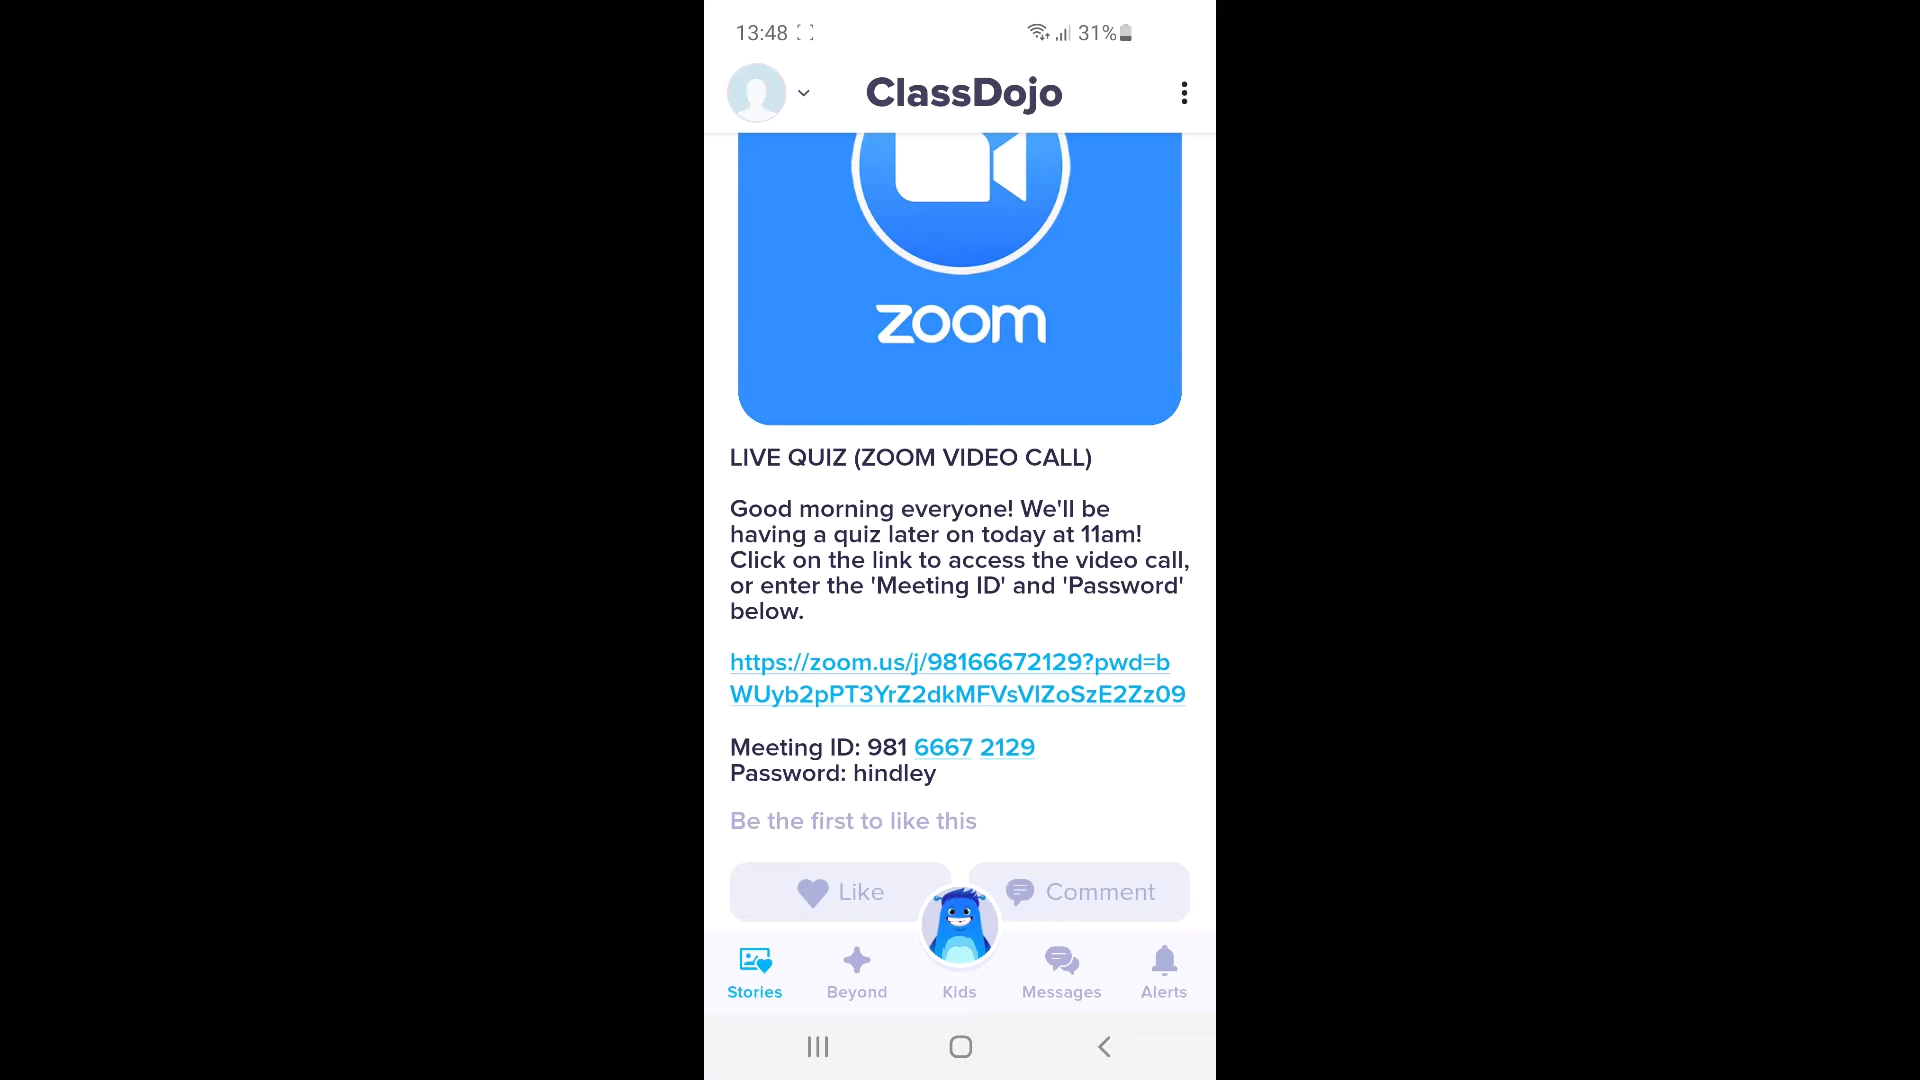 13:48 31%
ClassDojo
zoom
LIVE QUIZ (ZOOM VIDEO CALL)
Good morning everyone! We'll be
having a quiz later on today at 11am!
Click on the link to access the video call,
or enter the 'Meeting ID' and 'Password'
below.
https://zoom.us/j/98166672129?pwd=b
WUyb2pPT3YrZ2dkMFVsVlZoSzE2Zz09
Meeting ID: 981 6667 2129
Password: hindley
Be the first to like this
Like Comment
Stories Beyond Kids Messages Alerts